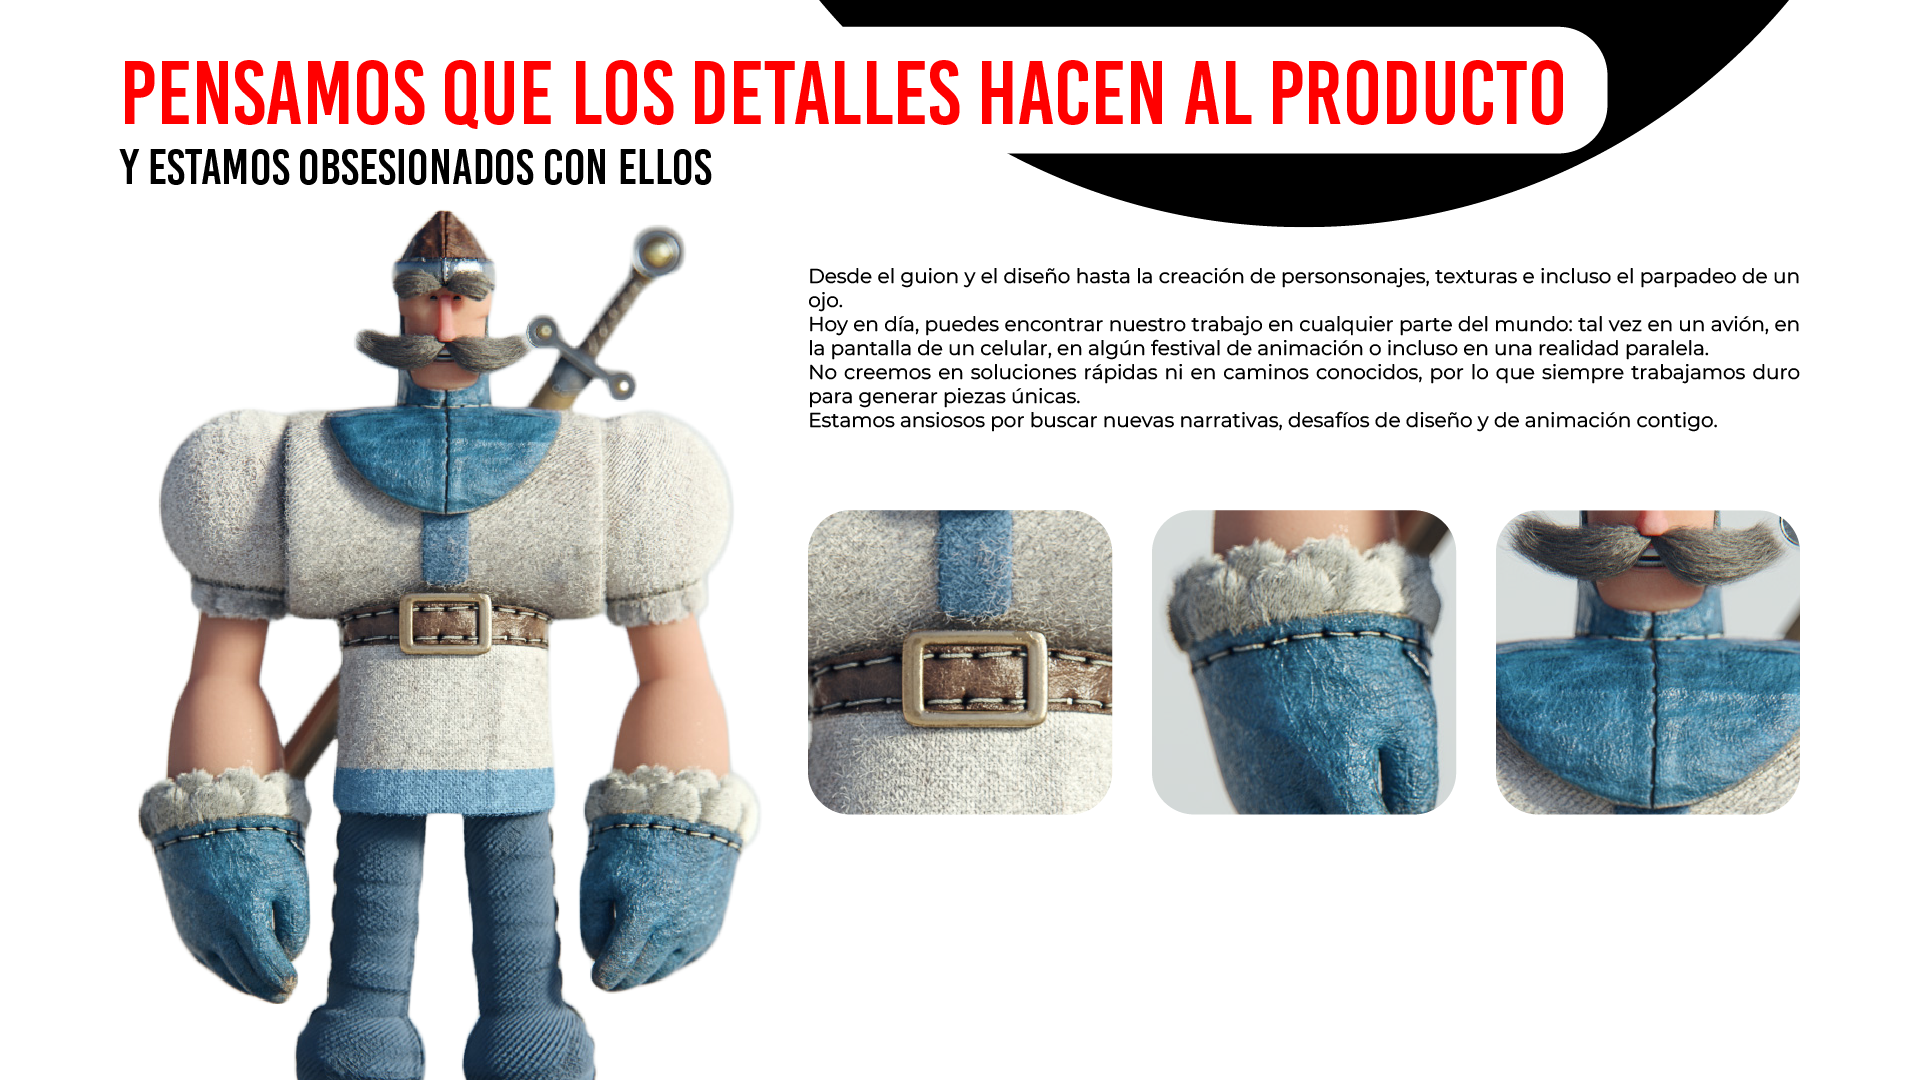 PENSAMOS QUE LOS DETALLES HACEN AL PRODUCTO
Y ESTAMOS OBSESIONADOS CON ELLOS
Desde el guion y el diseño hasta la creación de personsonajes, texturas e incluso el parpadeo de un
ojo.
Hoy en día, puedes encontrar nuestro trabajo en cualquier parte del mundo: tal vez en un avión, en
la pantalla de un celular, en algún festival de animación o incluso en una realidad paralela.
No creemos en soluciones rápidas ni en caminos conocidos, por lo que siempre trabajamos duro
para generar piezas únicas.
Estamos ansiosos por buscar nuevas narrativas, desafíos de diseño y de animación contigo.